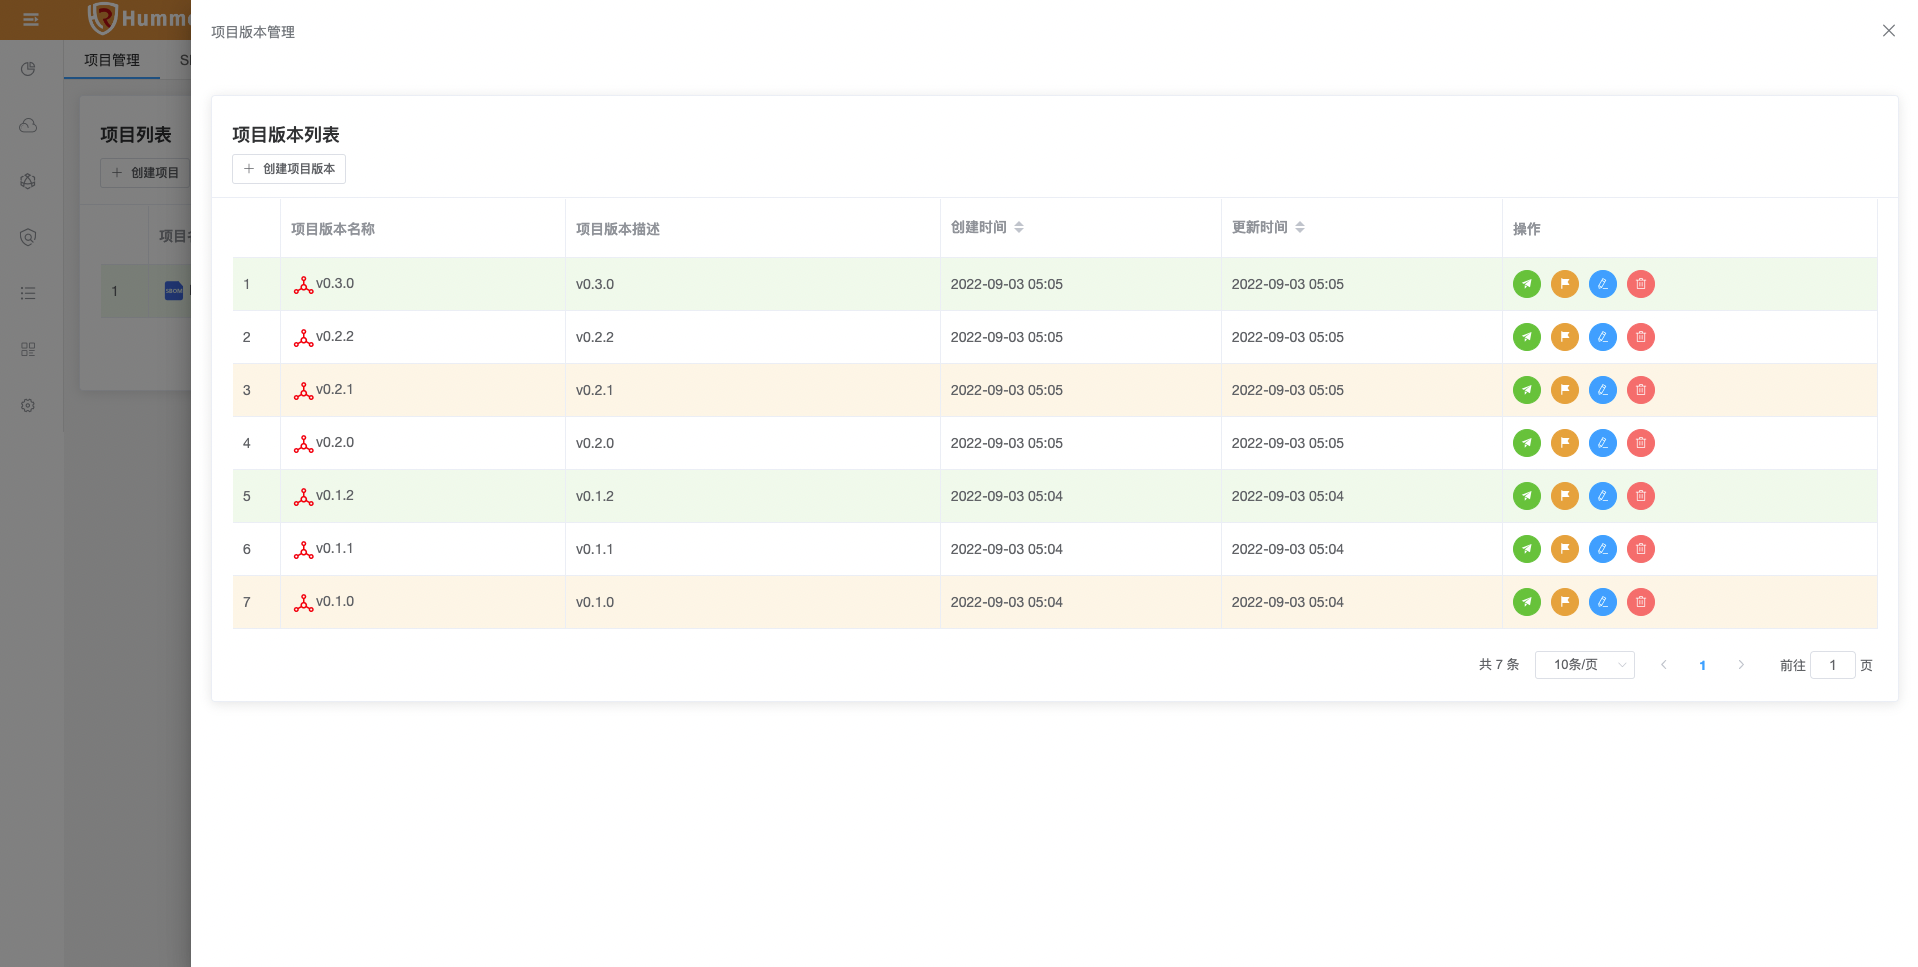 Humme
项目版本管理
项目管理
项目列表
创建项目
1
SBOM
项目版本列表
创建项目版本
项目版本名称 项目版本描述 创建时间 更新时间 操作
1 v0.3.0 v0.3.0 2022-09-03 05:05 2022-09-03 05:05
2 v0.2.2 v0.2.2 2022-09-03 05:05 2022-09-03 05:05
3 v0.2.1 v0.2.1 2022-09-03 05:05 2022-09-03 05:05
4 v0.2.0 v0.2.0 2022-09-03 05:05 2022-09-03 05:05
5 v0.1.2 v0.1.2 2022-09-03 05:04 2022-09-03 05:04
6 v0.1.1 v0.1.1 2022-09-03 05:04 2022-09-03 05:04
7 v0.1.0 v0.1.0 2022-09-03 05:04 2022-09-03 05:04
共 7 条 10条/页 1 前往 1 页